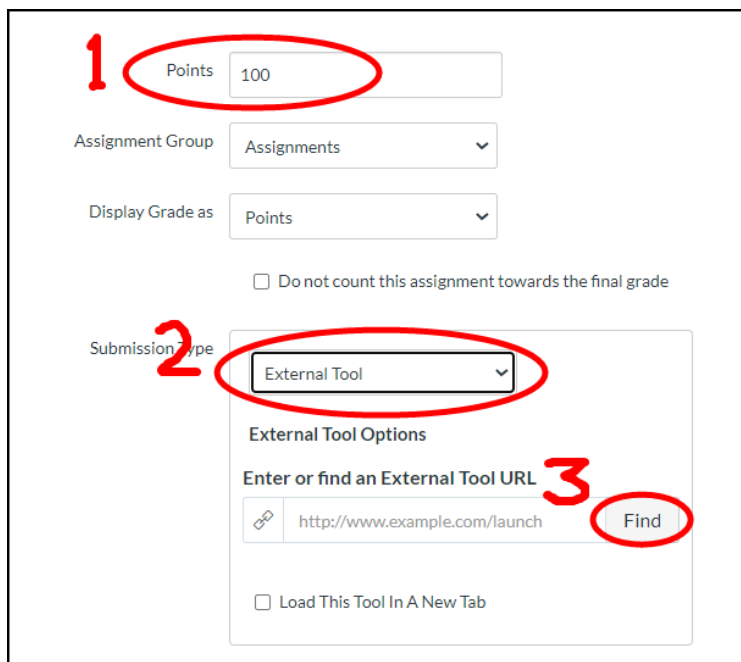 1
Points 100
Assignment Group Assignments
Display Grade as Points
Do not count this assignment towards the final grade
Submission Type
2
External Tool
External Tool Options
Enter or find an External Tool URL
3
http://www.example.com/launch Find
Load This Tool In A New Tab